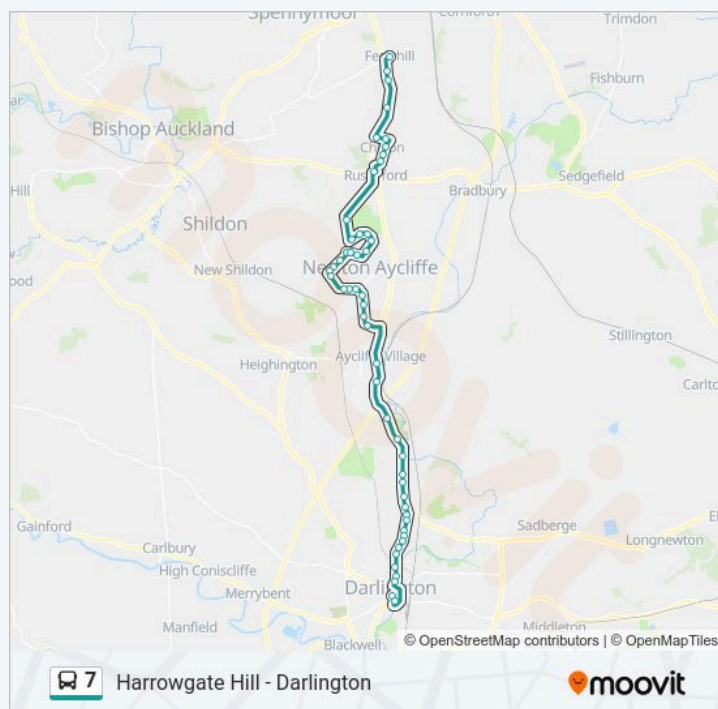 Spennymoor
Cornforth
Trimdon
Ferryhill
Fishburn
Bishop Auckland
Chilton
Rushyford
Sedgefield
Bradbury
Hill
Shildon
New Shildon
Newton Aycliffe
Stillington
Aycliffe Village
Heighington
Carlto
Gainford
Sadberge
Carlbury
Longnewton
High Coniscliffe
Darlington
Merrybent
Manfield
Middleton
Blackwell
© OpenStreetMap contributors | © OpenMapTiles
7 Harrowgate Hill - Darlington
moovit